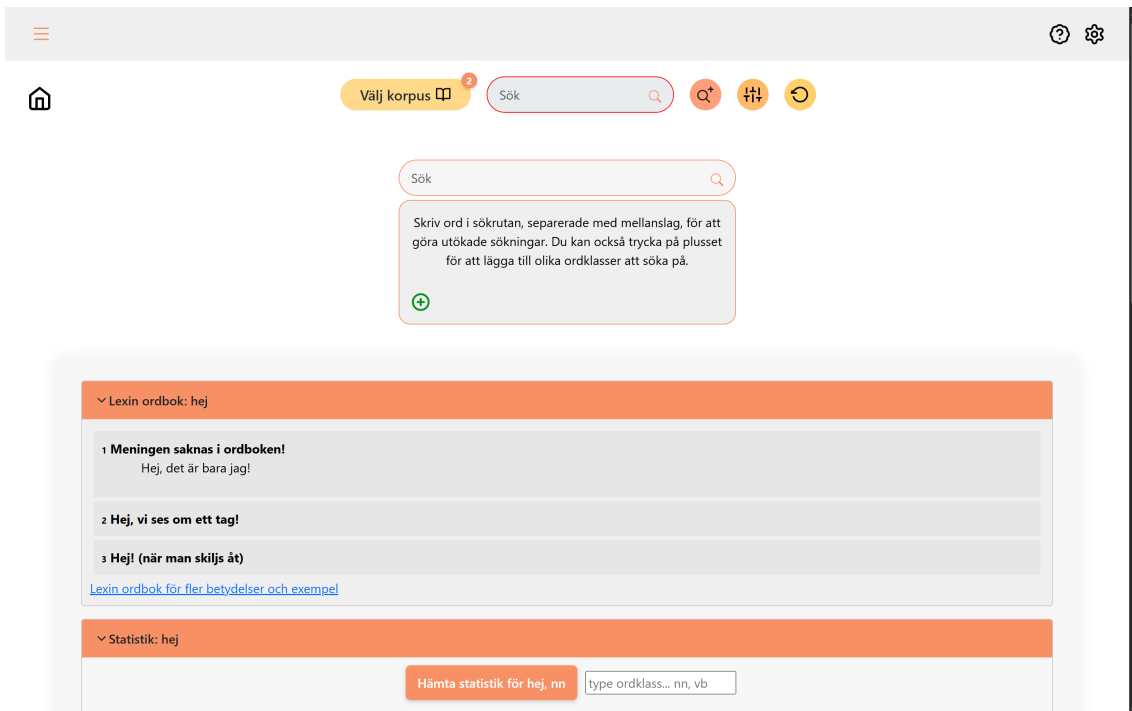 2
Välj korpus
Sök
Sök
Skriv ord i sökrutan, separerade med mellanslag, för att
göra utökade sökningar. Du kan också trycka på plusset
för att lägga till olika ordklasser att söka på.
Lexin ordbok: hej
1 Meningen saknas i ordboken!
Hej, det är bara jag!
2 Hej, vi ses om ett tag!
3 Hej! (när man skiljs åt)
Lexin ordbok för fler betydelser och exempel
Statistik: hej
Hämta statistik för hej, nn
type ordklass... nn, vb